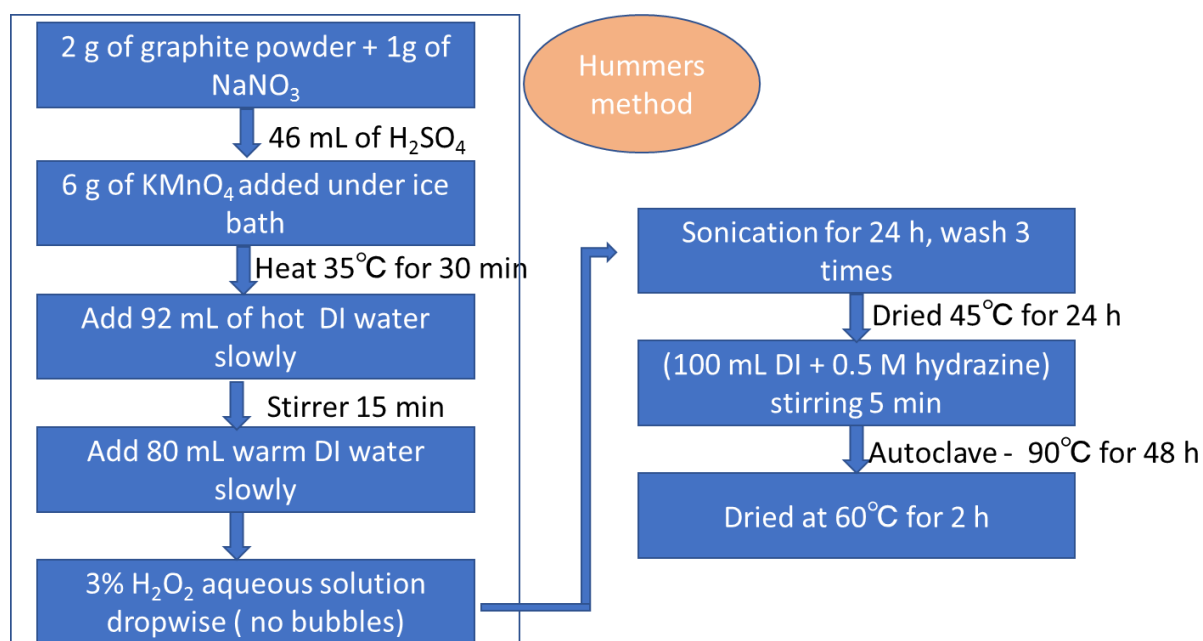 2 g of graphite powder + 1g of
NaNO₃
46 mL of H₂SO₄
6 g of KMnO₄ added under ice
bath
Heat 35℃ for 30 min
Add 92 mL of hot DI water
slowly
Stirrer 15 min
Add 80 mL warm DI water
slowly
3% H₂O₂ aqueous solution
dropwise ( no bubbles)
Hummers
method
Sonication for 24 h, wash 3
times
Dried 45℃ for 24 h
(100 mL DI + 0.5 M hydrazine)
stirring 5 min
Autoclave - 90℃ for 48 h
Dried at 60℃ for 2 h